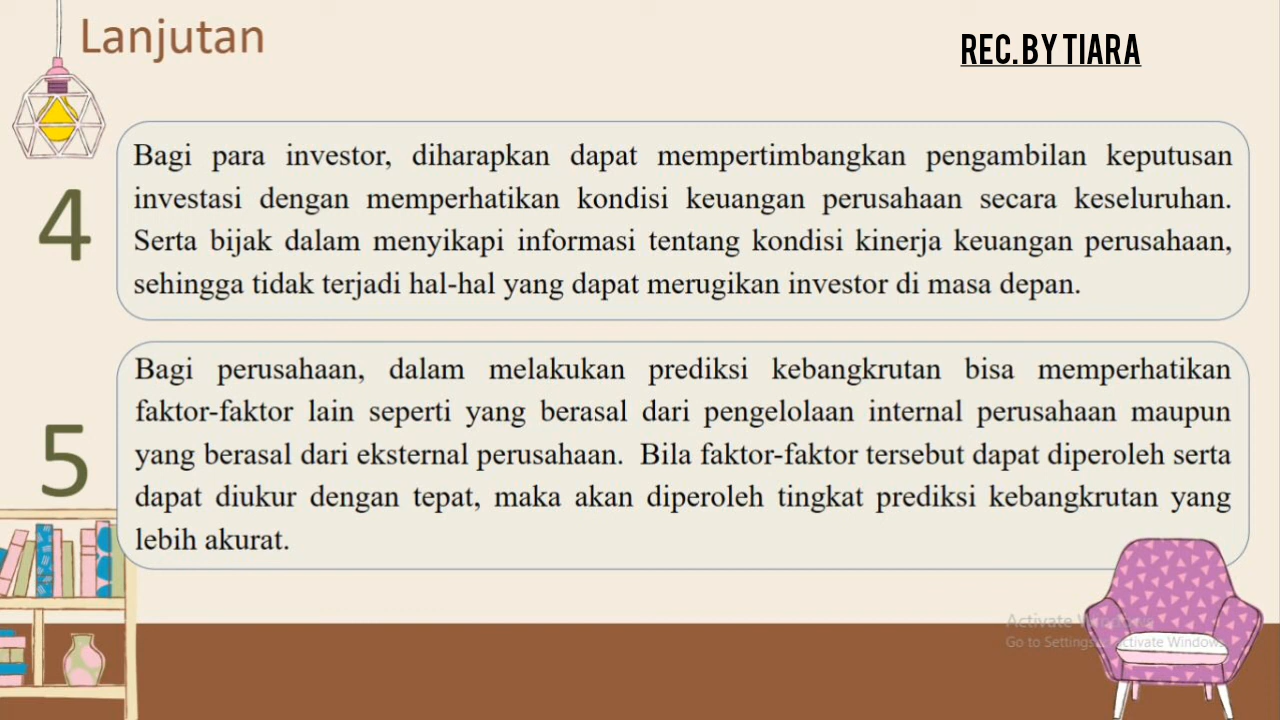 Lanjutan
REC. BY TIARA
4
Bagi para investor, diharapkan dapat mempertimbangkan pengambilan keputusan
investasi dengan memperhatikan kondisi keuangan perusahaan secara keseluruhan.
Serta bijak dalam menyikapi informasi tentang kondisi kinerja keuangan perusahaan,
sehingga tidak terjadi hal-hal yang dapat merugikan investor di masa depan.
5
Bagi perusahaan, dalam melakukan prediksi kebangkrutan bisa memperhatikan
faktor-faktor lain seperti yang berasal dari pengelolaan internal perusahaan maupun
yang berasal dari eksternal perusahaan.  Bila faktor-faktor tersebut dapat diperoleh serta
dapat diukur dengan tepat, maka akan diperoleh tingkat prediksi kebangkrutan yang
lebih akurat.
Activate
Go to Settings Windows